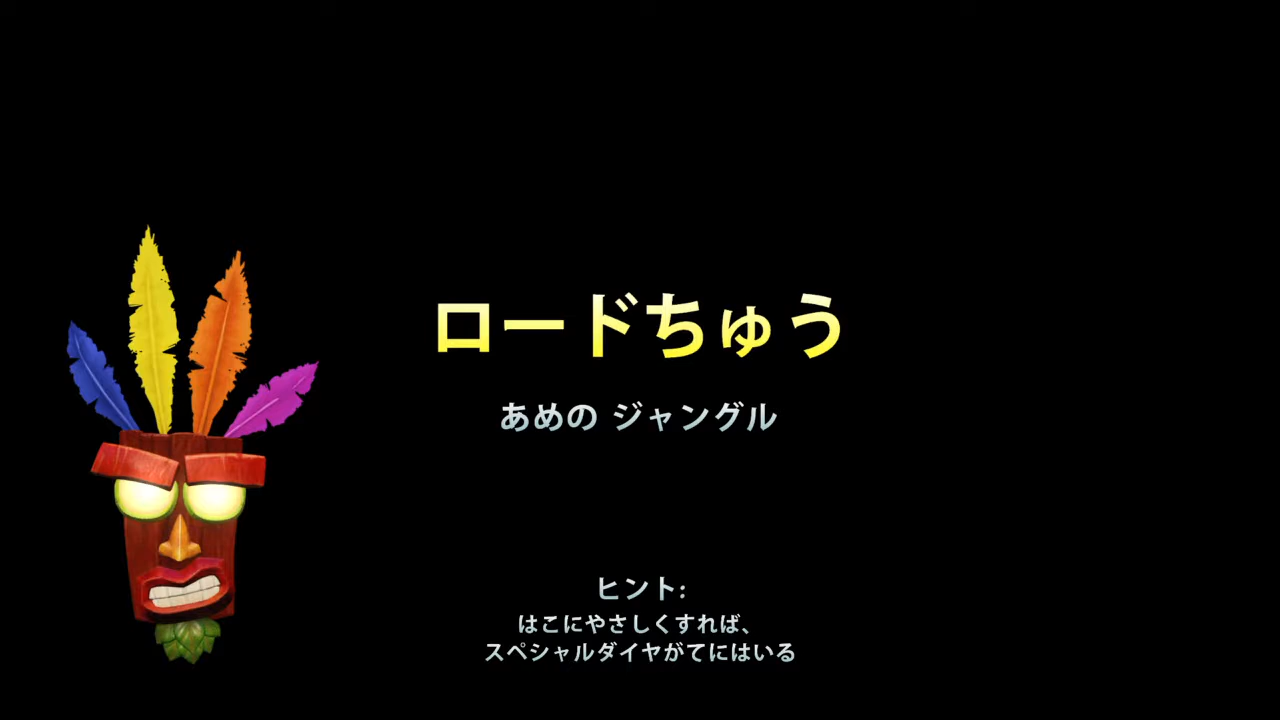 ロードちゅう
あめの ジャングル
ヒント:
はこにやさしくすれば、
スペシャルダイヤがてにはいる